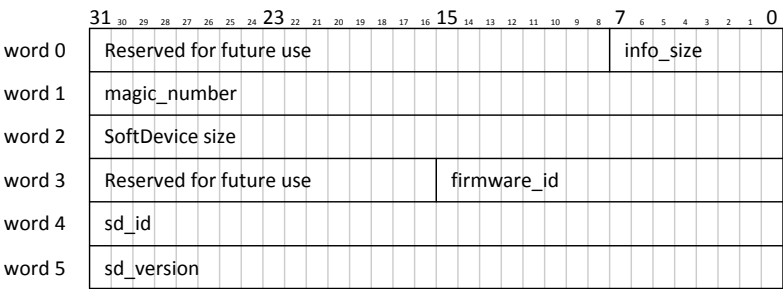 31 30 29 28 27 26 25 24 23 22 21 20 19 18 17 16 15 14 13 12 11 10 9 8 7 6 5 4 3 2 1 0
word 0 Reserved for future use info_size
word 1 magic_number
word 2 SoftDevice size
word 3 Reserved for future use firmware_id
word 4 sd_id
word 5 sd_version